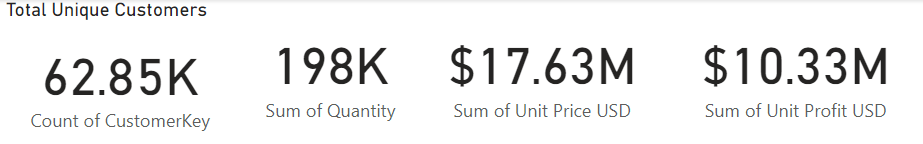 Total Unique Customers
62.85K
Count of CustomerKey
198K
Sum of Quantity
$17.63M
Sum of Unit Price USD
$10.33M
Sum of Unit Profit USD